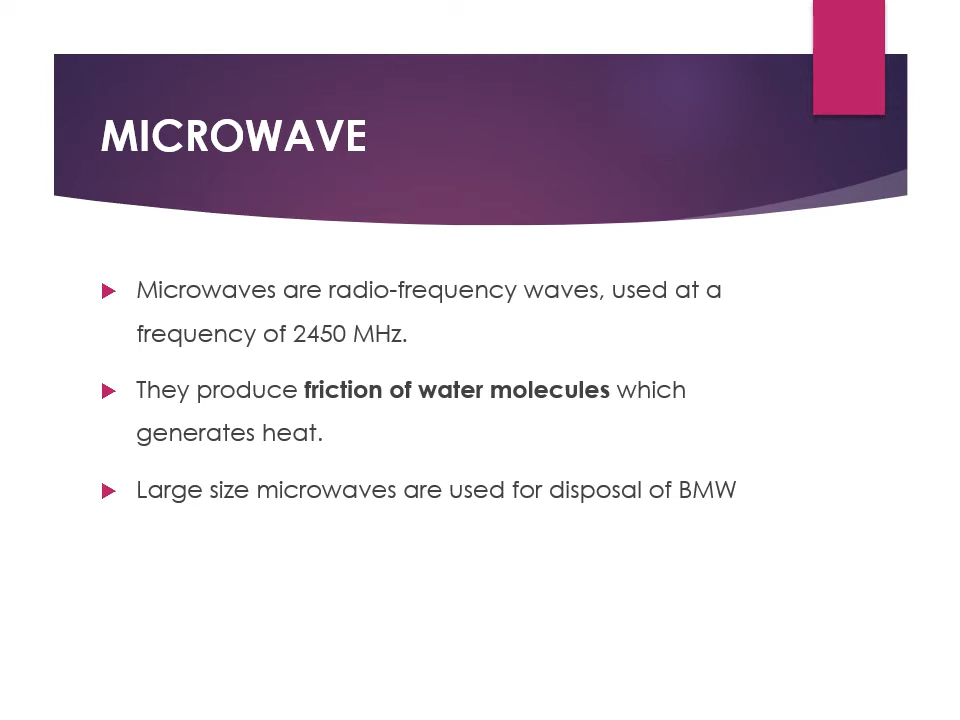 MICROWAVE
Microwaves are radio-frequency waves, used at a
frequency of 2450 MHz.
They produce friction of water molecules which
generates heat.
Large size microwaves are used for disposal of BMW